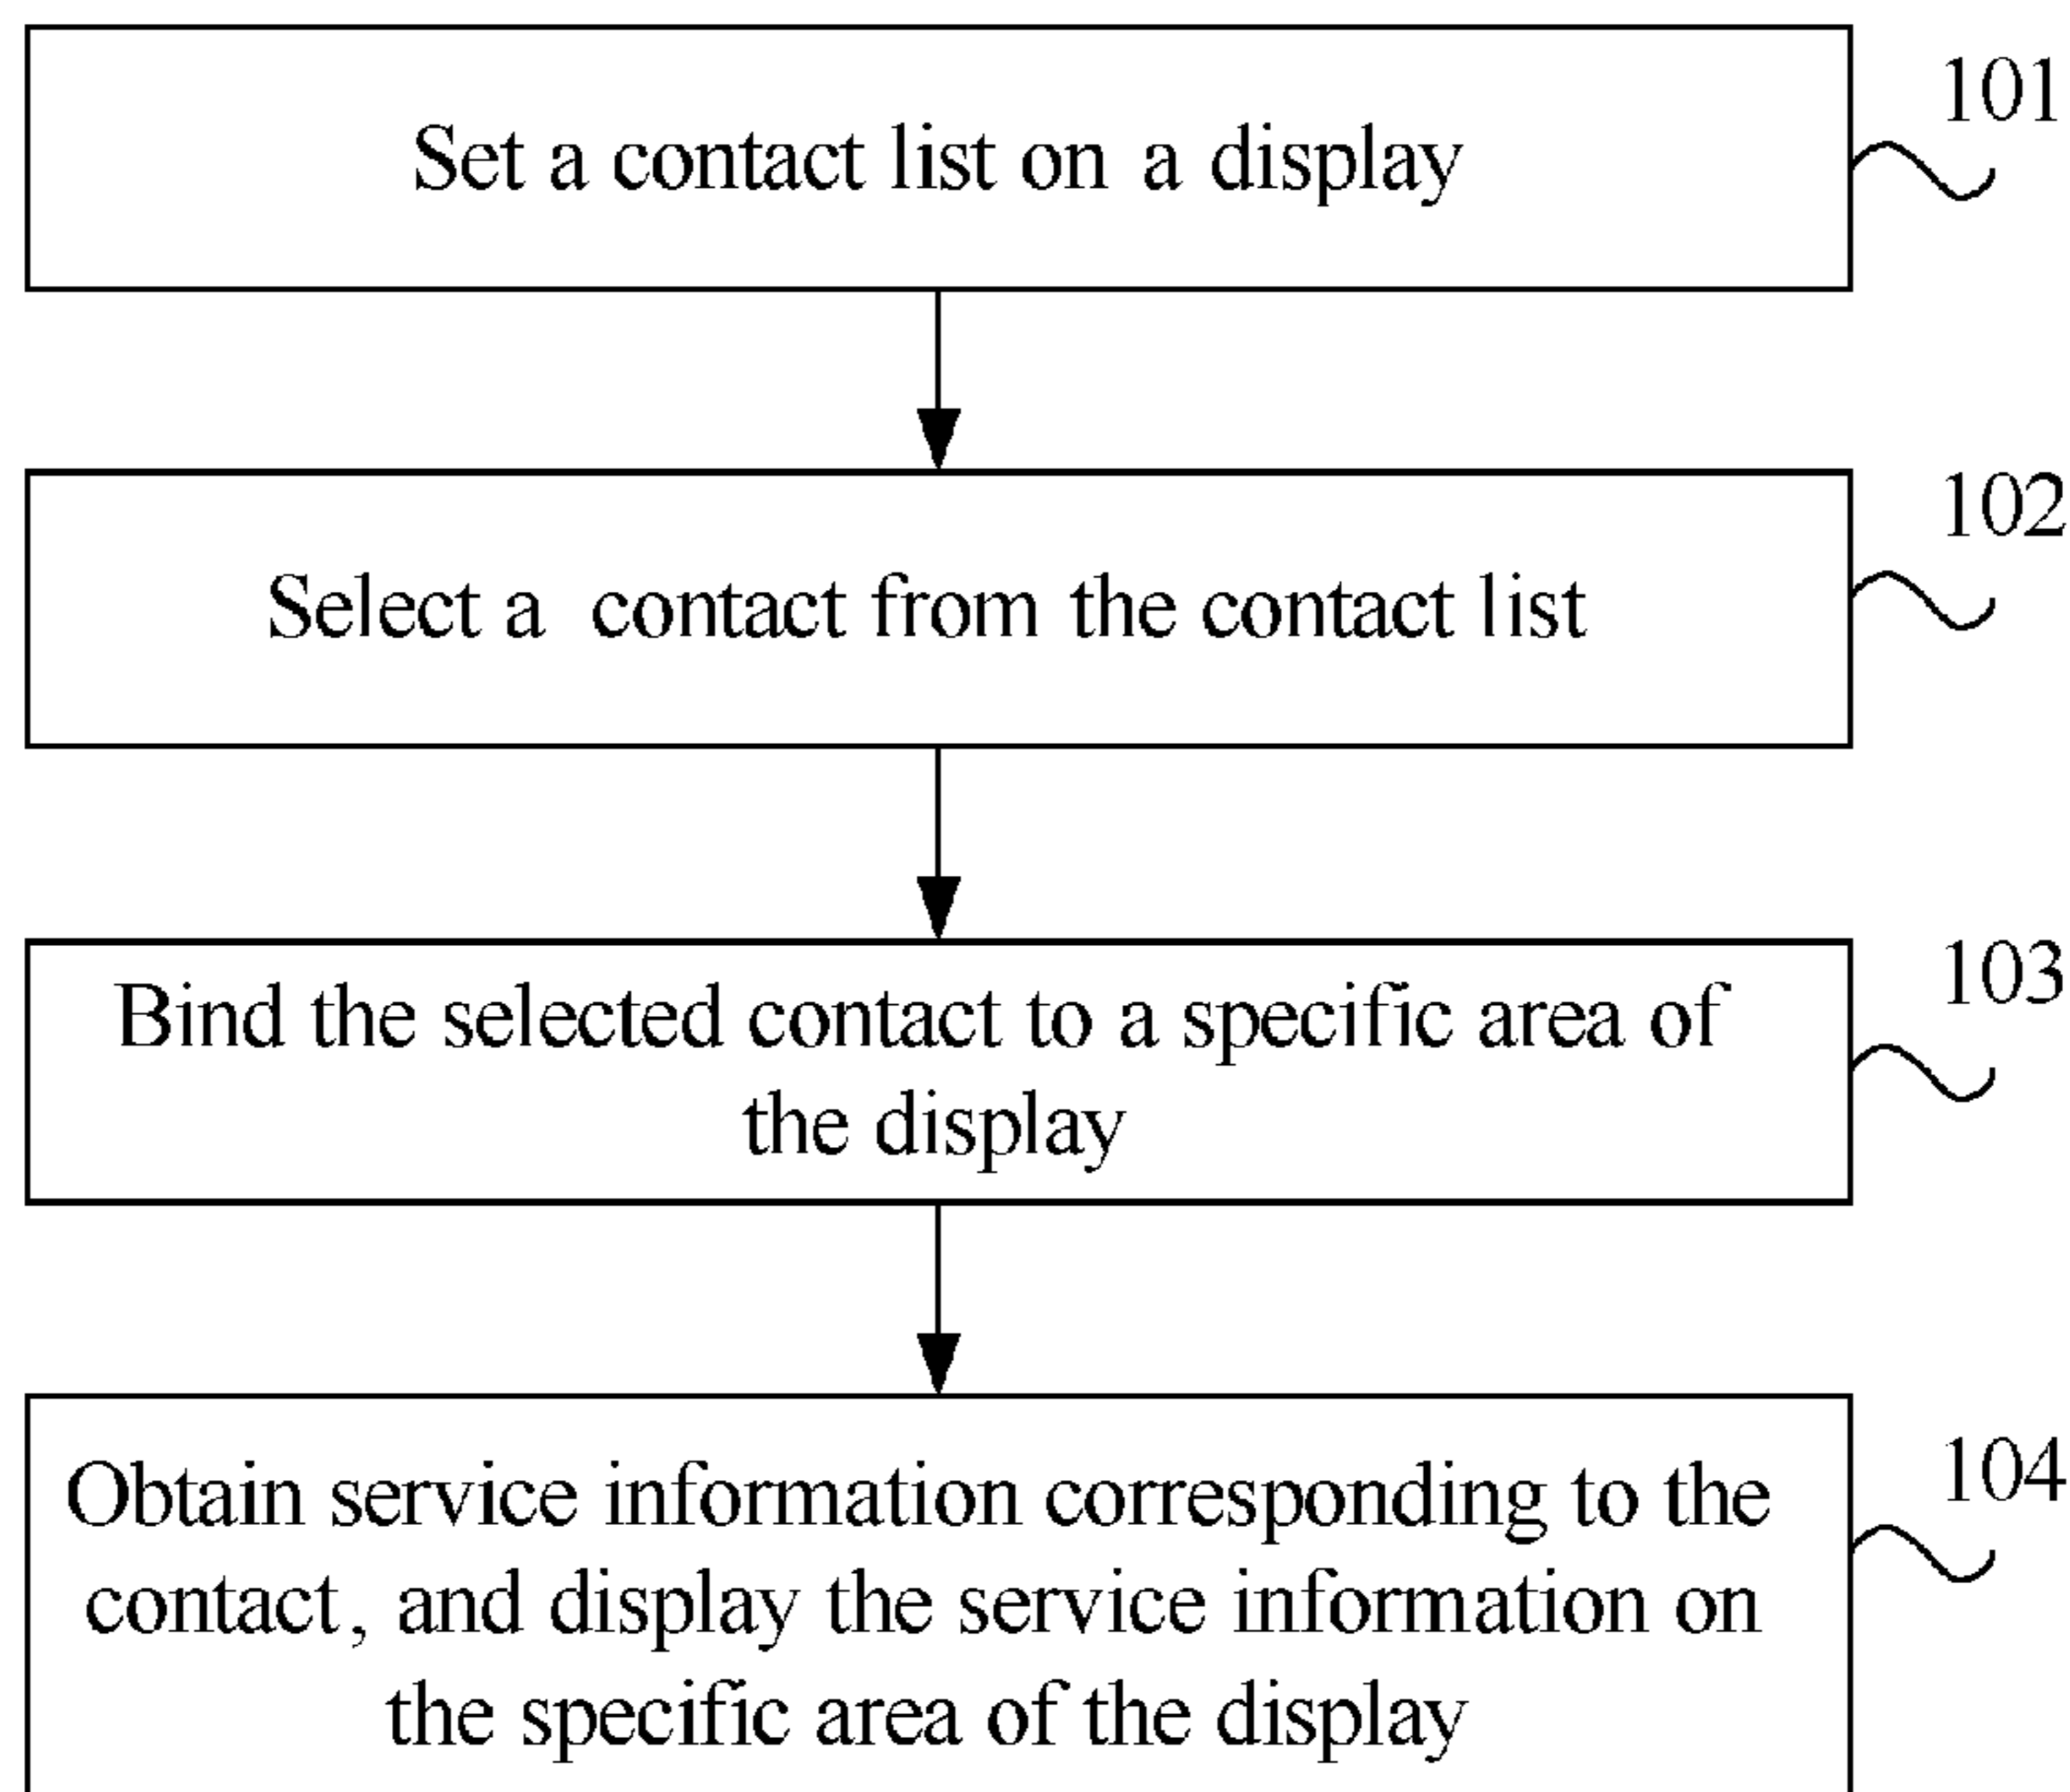 101
Set a contact list on a display
102
Select a contact from the contact list
103
Bind the selected contact to a specific area of
the display
104
Obtain service information corresponding to the
contact, and display the service information on
the specific area of the display